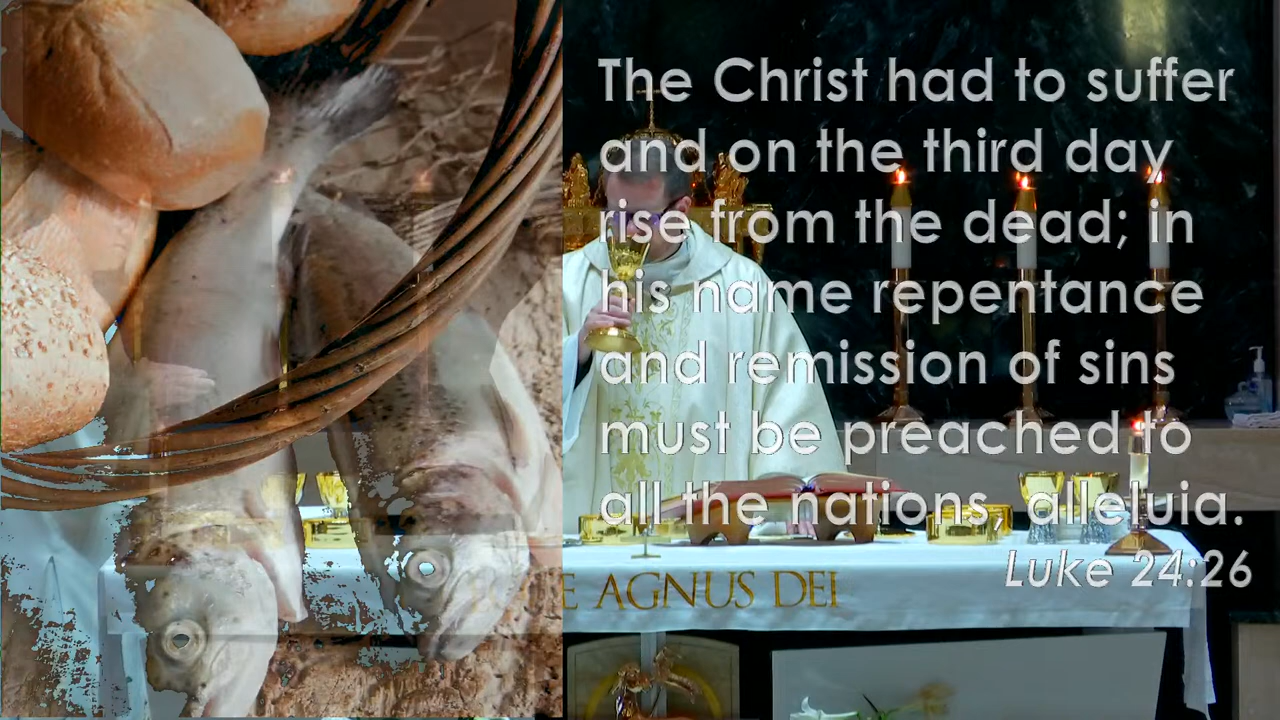 The Christ had to suffer
and on the third day
rise from the dead; in
his name repentance
and remission of sins
must be preached to
all the nations, alleluia.
Luke 24:26
AGNUS DEI